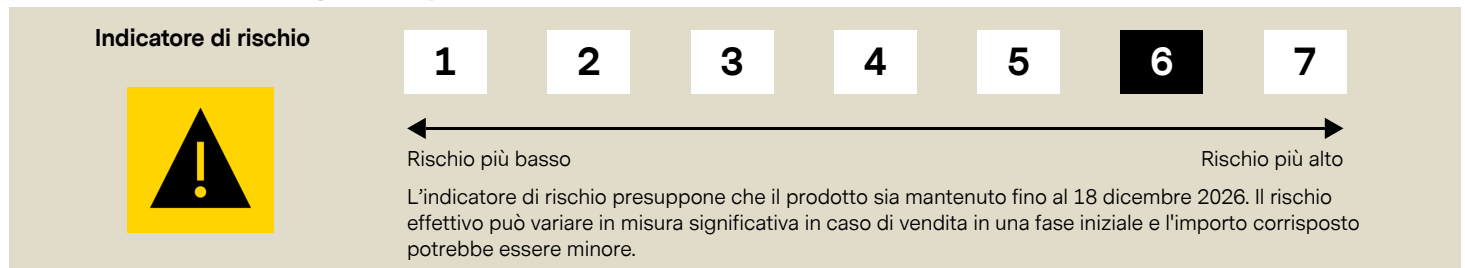 Indicatore di rischio
1 2 3 4 5 6 7
Rischio più basso Rischio più alto
L'indicatore di rischio presuppone che il prodotto sia mantenuto fino al 18 dicembre 2026. Il rischio
effettivo può variare in misura significativa in caso di vendita in una fase iniziale e l'importo corrisposto
potrebbe essere minore.